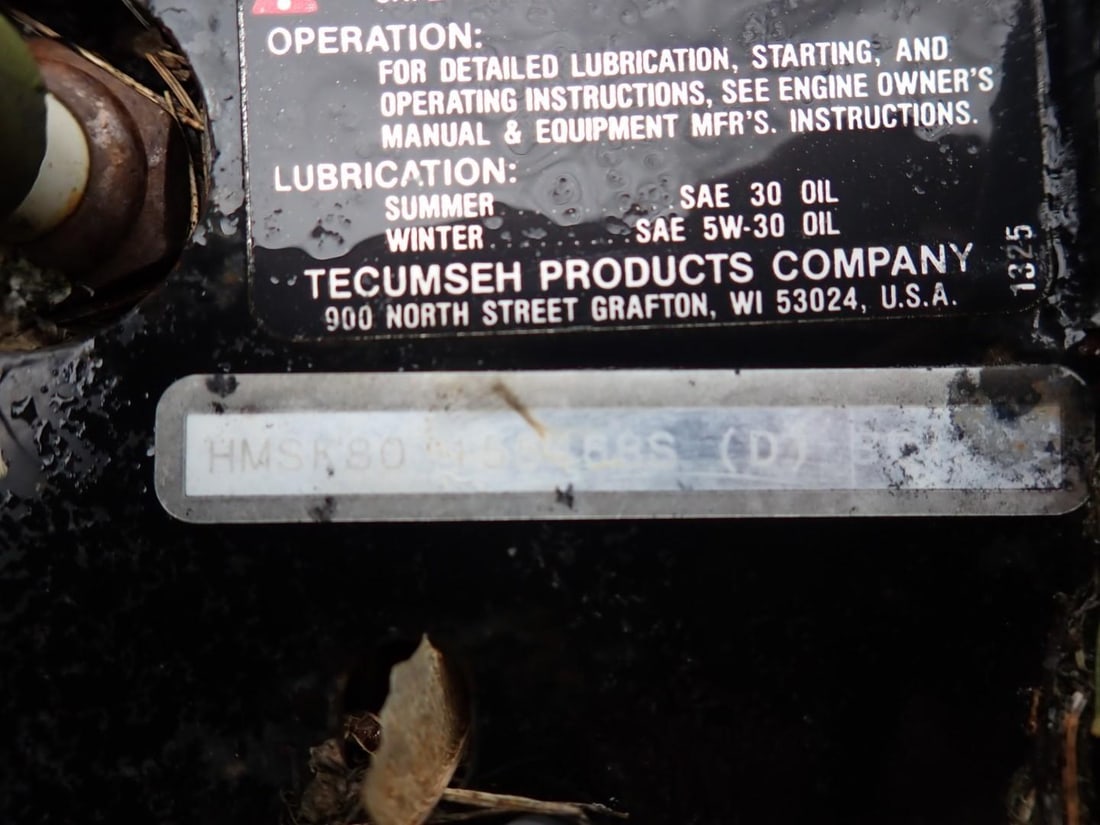 OPERATION:
FOR DETAILED LUBRICATION, STARTING, AND
OPERATING INSTRUCTIONS, SEE ENGINE OWNER'S
MANUAL & EQUIPMENT MFR'S. INSTRUCTIONS.
LUBRICATION:
SUMMER SAE 30 OIL
WINTER........SAE 5W-30 OIL
TECUMSEH PRODUCTS COMPANY
900 NORTH STREET GRAFTON, WI 53024, U.S.A.
1325
HMSK80 (D)